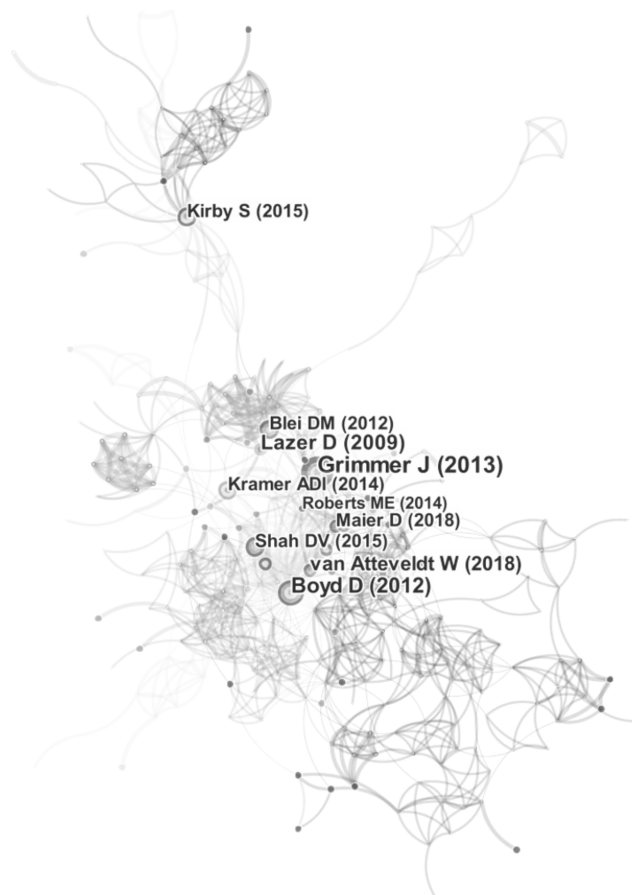 Kirby S (2015)
Blei DM (2012)
Lazer D (2009)
Grimmer J (2013)
Kramer ADI (2014)
Roberts ME (2014)
Maier D (2018)
Shah DV (2015)
van Atteveldt W (2018)
Boyd D (2012)